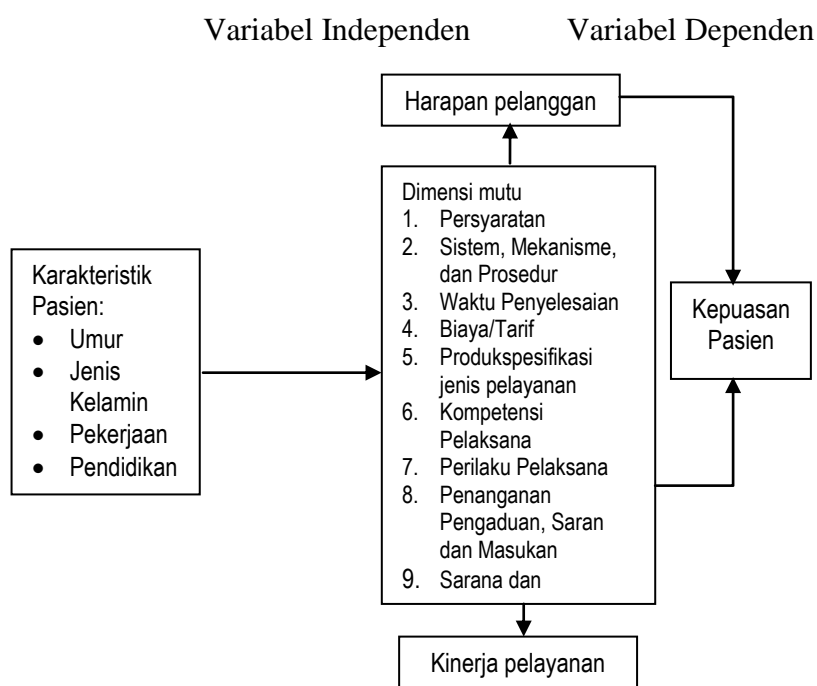 Variabel Independen
Variabel Dependen
Harapan pelanggan
Dimensi mutu
1. Persyaratan
2. Sistem, Mekanisme,
dan Prosedur
3. Waktu Penyelesaian
4. Biaya/Tarif
5. Produkspesifikasi
jenis pelayanan
6. Kompetensi
Pelaksana
7. Perilaku Pelaksana
8. Penanganan
Pengaduan, Saran
dan Masukan
9. Sarana dan
Karakteristik
Pasien:
• Umur
• Jenis
Kelamin
• Pekerjaan
• Pendidikan
Kepuasan
Pasien
Kinerja pelayanan